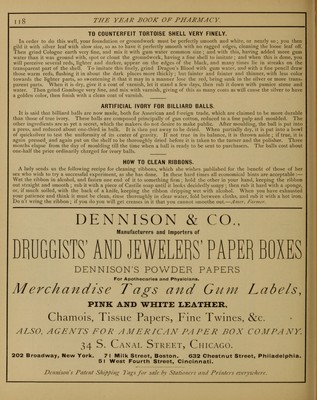 118 THE YEAR BOOK OF PHARMACY.
TO COUNTERFEIT TORTOISE SHELL VERY FINELY.
In order to do this well, your foundation or groundwork must be perfectly smooth and white, or nearly so; you then
gild it with silver leaf with slow size, so as to have it perfectly smooth with no ragged edges, cleaning the loose leaf off.
Then grind Cologne earth very fine, and mix it with gum water common size; and with this, having added more gum
water than it was ground with, spot or cloud the groundwork, having a fine shell to imitate; and when this is done, you
will perceive several reds, lighter and darker, appear on the edges of the black, and many times lie in streaks on the
transparent part of the shell. To imitate this finely, grind Dragon's Blood with gum water, and with a fine pencil draw
those warm reds, flushing it in about the dark places more thickly; but fainter and fainter and thinner, with less color
towards the lighter parts, so sweetening it that it may in a manner lose the red, being sunk in the silver or more trans-
parent parts. When it is dry, give it a coat of varnish, let it stand a few days, then rub it down with pumice stone and
water. Then grind Gamboge very fine, and mix with varnish, giving of this as many coats as will cause the silver to have
a golden color, then finish with a clean coat of varnish.
ARTIFICIAL IVORY FOR BILLIARD BALLS.
It is said that billiard balls are now made, both for American and Foreign trade, which are claimed to be more durable
than those of true ivory. These balls are composed principally of gun cotton, reduced to a fine pulp and moulded. The
other ingredients are as yet a secret, which the makers do not desire to make public. After moulding, the ball is put into
a press, and reduced about one-third in bulk. It is then put away to be dried. When partially dry, it is put into a bowl
of quicksilver to test the uniformity of its center of gravity. If not true in its balance, it is thrown aside; if true, it is
again pressed, and again put on the shelf, to be more thoroughly dried before it is taken to the turner and the polisher. Three
months elapse from the day of moulding till the time when a ball is ready to be sent to purchasers. The balls cost about
one-half the price ordinarily charged for ivory balls.
HOW TO CLEAN RIBBONS.
A lady sends us the following recipe for cleaning ribbons, which she wishes published for the benefit of those of her
sex who wish to try a successful experiment, as she has done. In these hard times all economical hints are acceptable:—
Wet the ribbon in alcohol, and fasten one end of it to something firm; hold the other in your hand, keeping the ribbon
out straight and smooth; rub it with a piece of Castile soap until it looks decidedly soapy; then rub it hard with a sponge,
or, if much soiled, with the back of a knife, keeping the ribbon dripping wet with alcohol. When you have exhausted
your patience and think it must be clean, rinse thoroughly in clear water, fold between cloths, and rub it with a hot iron.
Do n't wring the ribbon; if you do you will get creases in it that you cannot smooth out.—Amer. Farmer.
DENNISON & CO.
Manufacturers and Importers of
DRUGGISTS' AND JEWELERS' PAPER BOXES
DENNISON'S POWDER PAPERS
For Apothecaries and Physicians.
Merchandise Tags and Gum Labels,
PINK AND WHITE LEATHER,
Chamois, Tissue Papers, Fine Twines, &c.
ALSO, AGENTS FOR AMERICAN PAPER BOX COMPANY.
34 S. CANAL STREET, CHICAGO.
202 Broadway, New York. 71 Milk Street, Boston. 632 Chestnut Street, Philadelphia.
51 West Fourth Street, Cincinnati.
Dennison's Patent Shipping Tags for sale by Stationers and Printers everywhere.